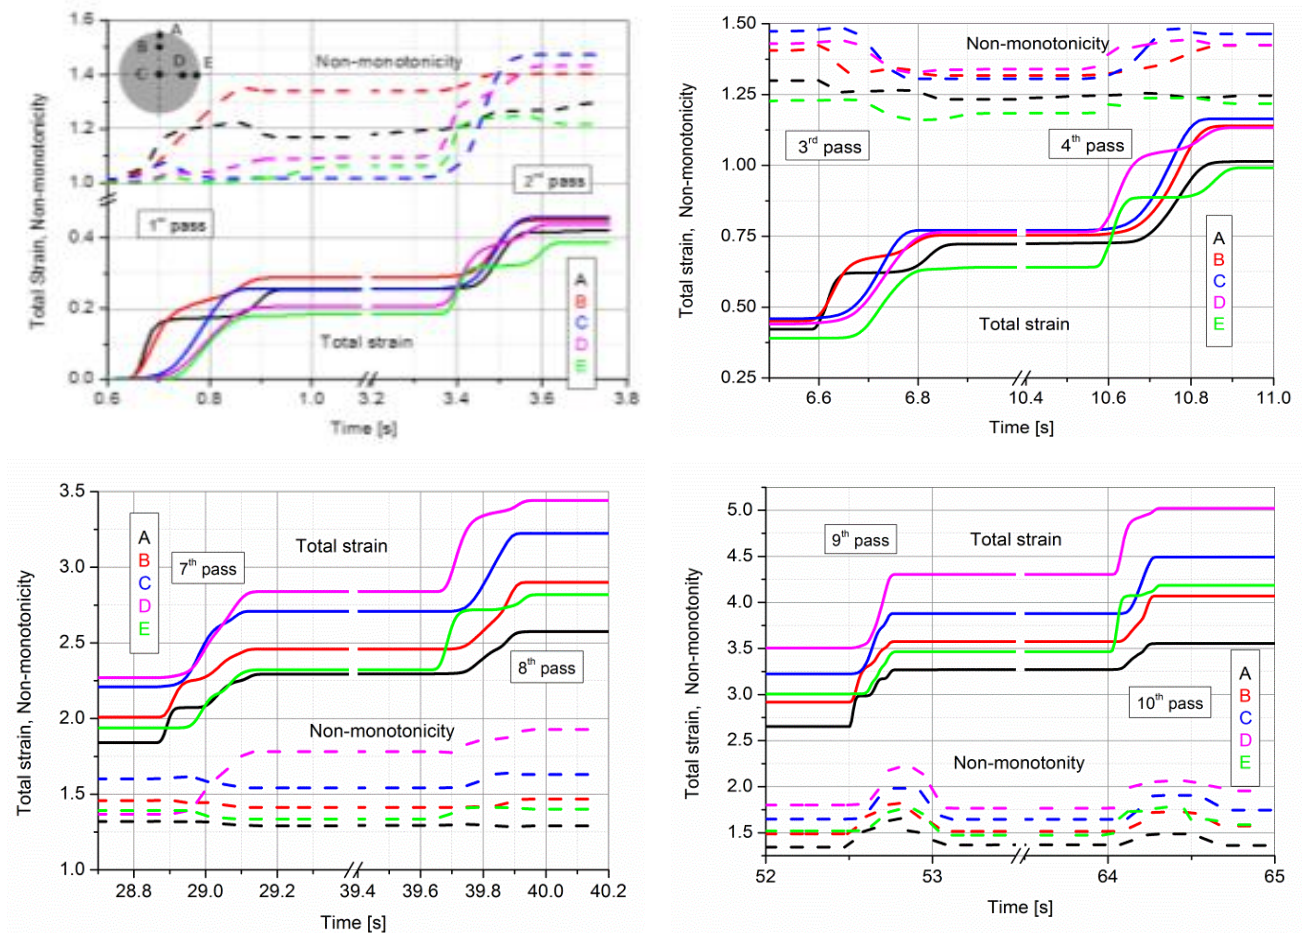 Total Strain, Non-monotonicity
1.6
1.4
1.2
1.0
0.4
0.2
0.0
A
B
D E
C
Non-monotonicity
2nd pass
1st pass
A
B
C
D
E
Total strain
0.6 0.8 1.0 3.2 3.4 3.6 3.8
Time [s]
Total strain, Non-monotonicity
1.50
1.25
1.00
0.75
0.50
0.25
Non-monotonicity
3rd pass
4th pass
A
B
C
D
E
Total strain
6.6 6.8 10.4 10.6 10.8 11.0
Time [s]
Total strain, Non-monotonicity
3.5
3.0
2.5
2.0
1.5
1.0
A
B
C
D
E
7th pass
Total strain
8th pass
Non-monotonicity
28.8 29.0 29.2 39.4 39.6 39.8 40.0 40.2
Time [s]
Total strain, Non-monotonity
5.0
4.5
4.0
3.5
3.0
2.5
2.0
1.5
9th pass
Total strain
10th pass
A
B
C
D
E
Non-monotonity
52 53 64 65
Time [s]